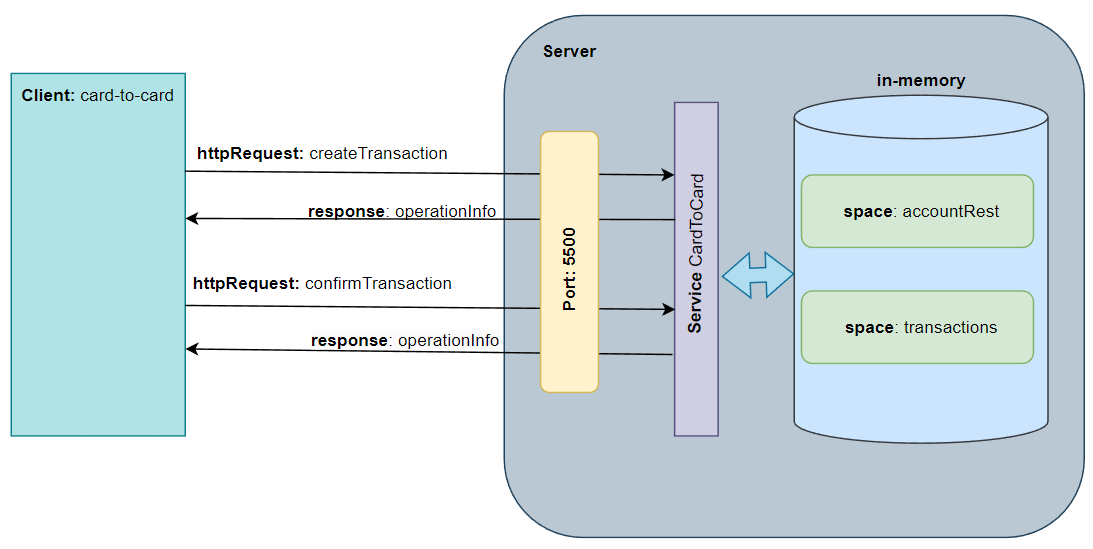 Server
in-memory
Client: card-to-card
httpRequest: createTransaction
response: operationInfo
httpRequest: confirmTransaction
response: operationInfo
Port: 5500
Service CardToCard
space: accountRest
space: transactions